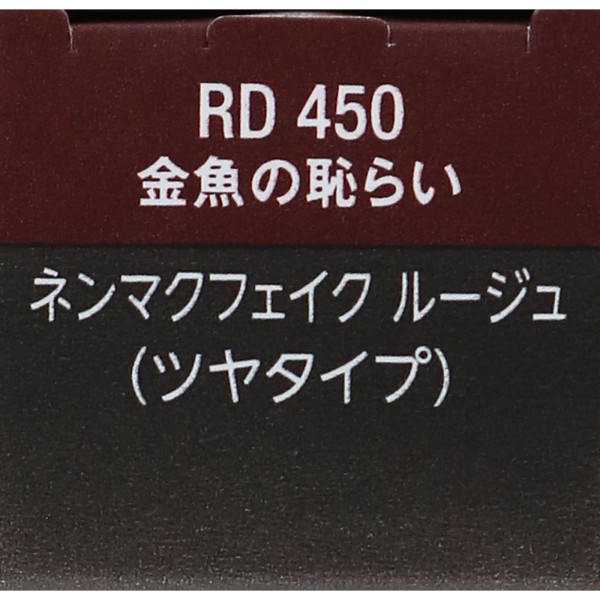 RD 450
金魚の恥らい
ネンマクフェイク ルージュ
(ツヤタイプ)